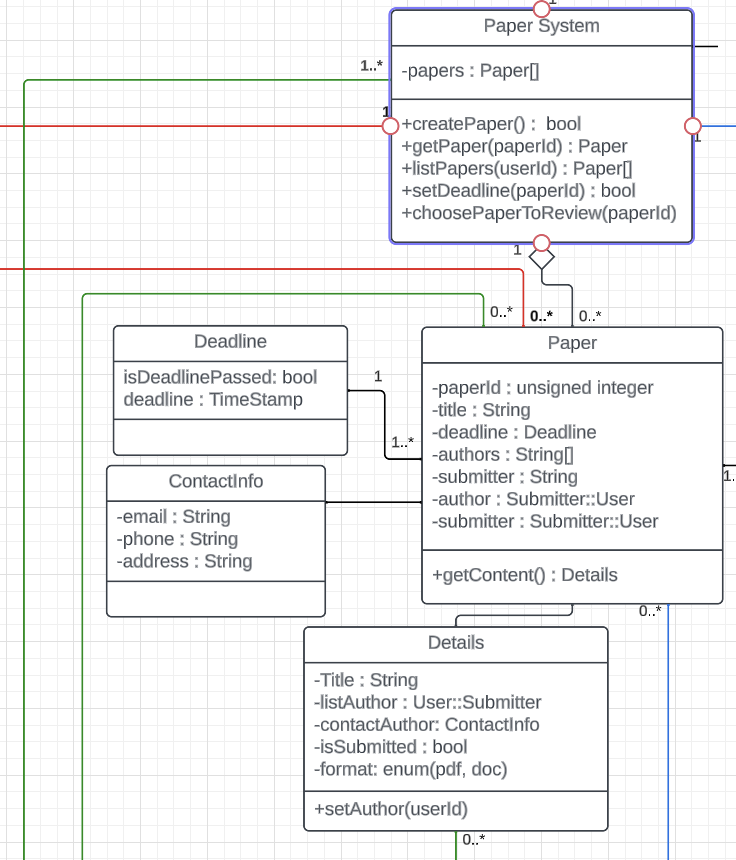 1
Paper System
1..*
-papers : Paper[]
1
+createPaper() :  bool
+getPaper(paperId) : Paper
1
+listPapers(userId) : Paper[]
+setDeadline(paperId) : bool
+choosePaperToReview(paperId)
1
0..*
0..*
0..*
Deadline
Paper
isDeadlinePassed: bool
deadline : TimeStamp
1
-paperId : unsigned integer
-title : String
-deadline : Deadline
1..*
-authors : String[]
-submitter : String
1..
-author : Submitter::User
-submitter : Submitter::User
ContactInfo
-email : String
-phone : String
-address : String
+getContent() : Details
0..*
Details
-Title : String
-listAuthor : User::Submitter
-contactAuthor: ContactInfo
-isSubmitted : bool
-format: enum(pdf, doc)
+setAuthor(userId)
0..*